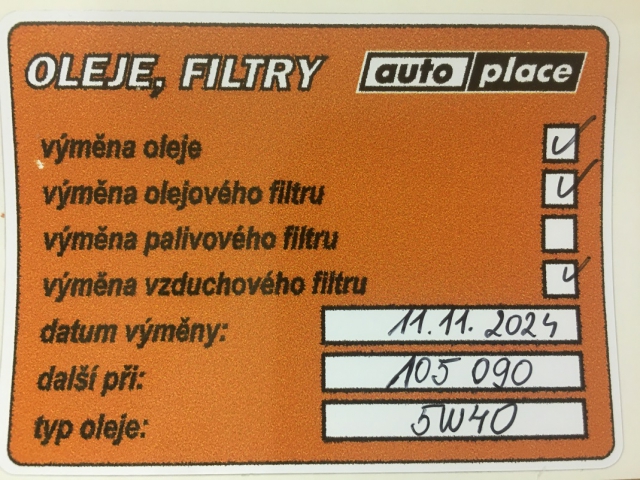 OLEJE, FILTRY auto place
výměna oleje
výměna olejového filtru
výměna palivového filtru
výměna vzduchového filtru
datum výměny: 11.11.2024
další při: 105 090
typ oleje: 5W40